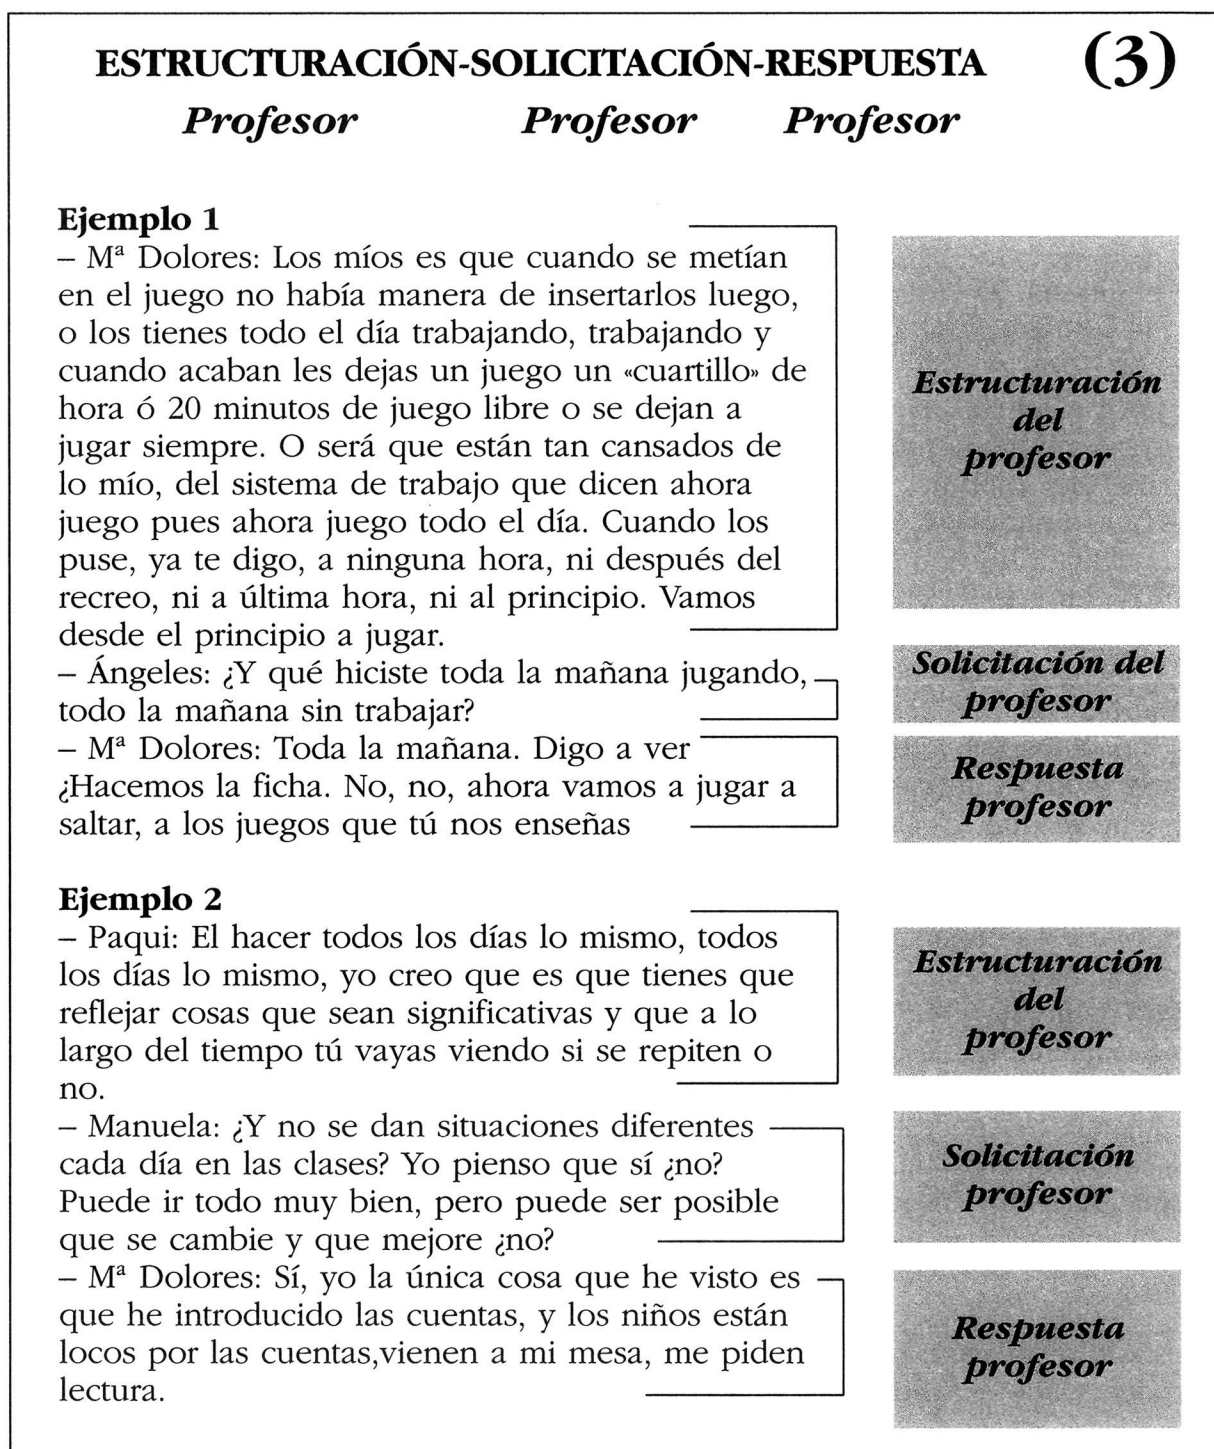 ESTRUCTURACIÓN-SOLICITACIÓN-RESPUESTA (3)
Profesor Profesor Profesor
Ejemplo 1
– Mª Dolores: Los míos es que cuando se metían
en el juego no había manera de insertarlos luego,
o los tienes todo el día trabajando, trabajando y
cuando acaban les dejas un juego un «cuartillo» de
hora ó 20 minutos de juego libre o se dejan a
jugar siempre. O será que están tan cansados de
lo mío, del sistema de trabajo que dicen ahora
juego pues ahora juego todo el día. Cuando los
puse, ya te digo, a ninguna hora, ni después del
recreo, ni a última hora, ni al principio. Vamos
desde el principio a jugar.
Estructuración
del
profesor
– Ángeles: ¿Y qué hiciste toda la mañana jugando,
todo la mañana sin trabajar?
Solicitación del
profesor
– Mª Dolores: Toda la mañana. Digo a ver
¿Hacemos la ficha. No, no, ahora vamos a jugar a
saltar, a los juegos que tú nos enseñas
Respuesta
profesor
Ejemplo 2
– Paqui: El hacer todos los días lo mismo, todos
los días lo mismo, yo creo que es que tienes que
reflejar cosas que sean significativas y que a lo
largo del tiempo tú vayas viendo si se repiten o
no.
Estructuración
del
profesor
– Manuela: ¿Y no se dan situaciones diferentes
cada día en las clases? Yo pienso que sí ¿no?
Puede ir todo muy bien, pero puede ser posible
que se cambie y que mejore ¿no?
Solicitación
profesor
– Mª Dolores: Sí, yo la única cosa que he visto es
que he introducido las cuentas, y los niños están
locos por las cuentas,vienen a mi mesa, me piden
lectura.
Respuesta
profesor